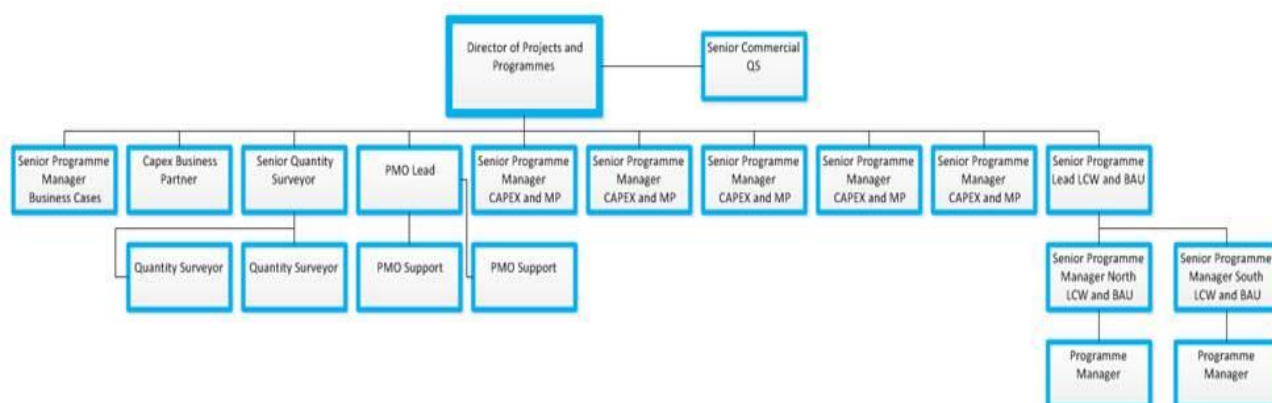 Director of Projects and
Programmes
Senior Commercial
QS
Senior Programme
Manager
Business Cases
Capex Business
Partner
Senior Quantity
Surveyor
PMO Lead
Senior Programme
Manager
CAPEX and MP
Senior Programme
Manager
CAPEX and MP
Senior Programme
Manager
CAPEX and MP
Senior Programme
Manager
CAPEX and MP
Senior Programme
Manager
CAPEX and MP
Senior Programme
Lead LCW and BAU
Quantity Surveyor
Quantity Surveyor
PMO Support
PMO Support
Senior Programme
Manager North
LCW and BAU
Senior Programme
Manager South
LCW and BAU
Programme
Manager
Programme
Manager